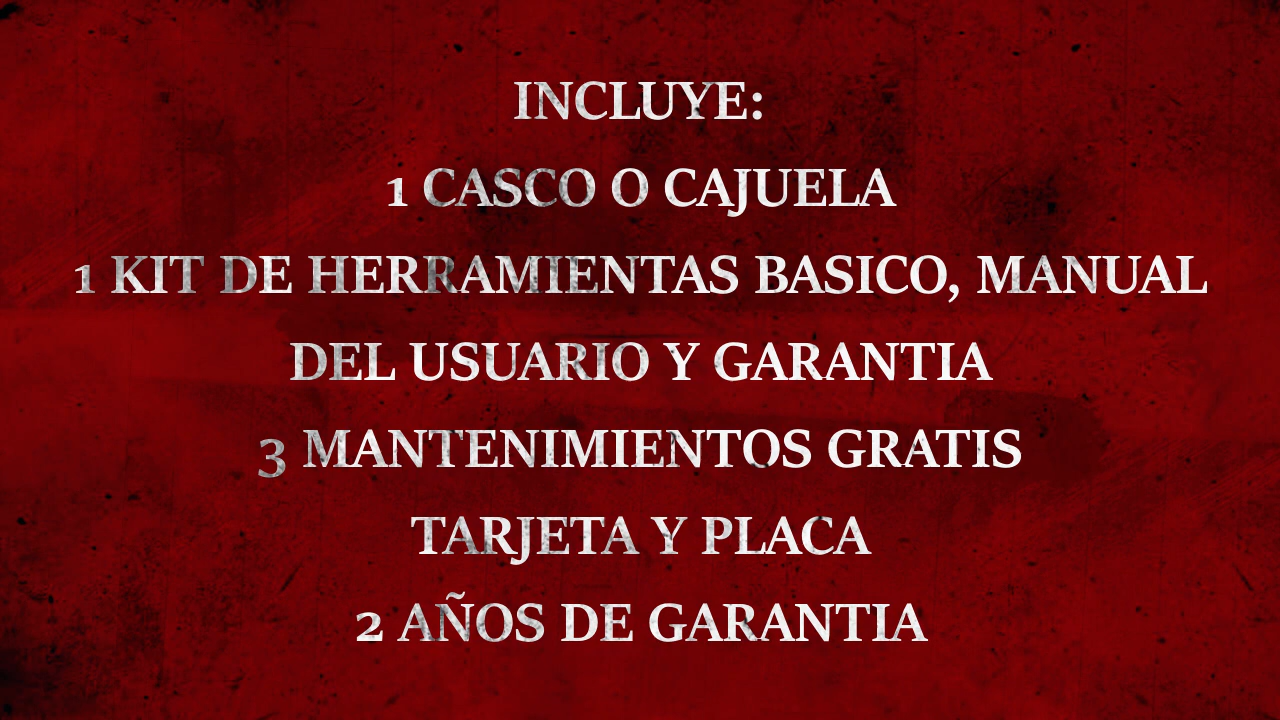 INCLUYE:
1 CASCO O CAJUELA
1 KIT DE HERRAMIENTAS BASICO, MANUAL
DEL USUARIO Y GARANTIA
3 MANTENIMIENTOS GRATIS
TARJETA Y PLACA
2 AÑOS DE GARANTIA